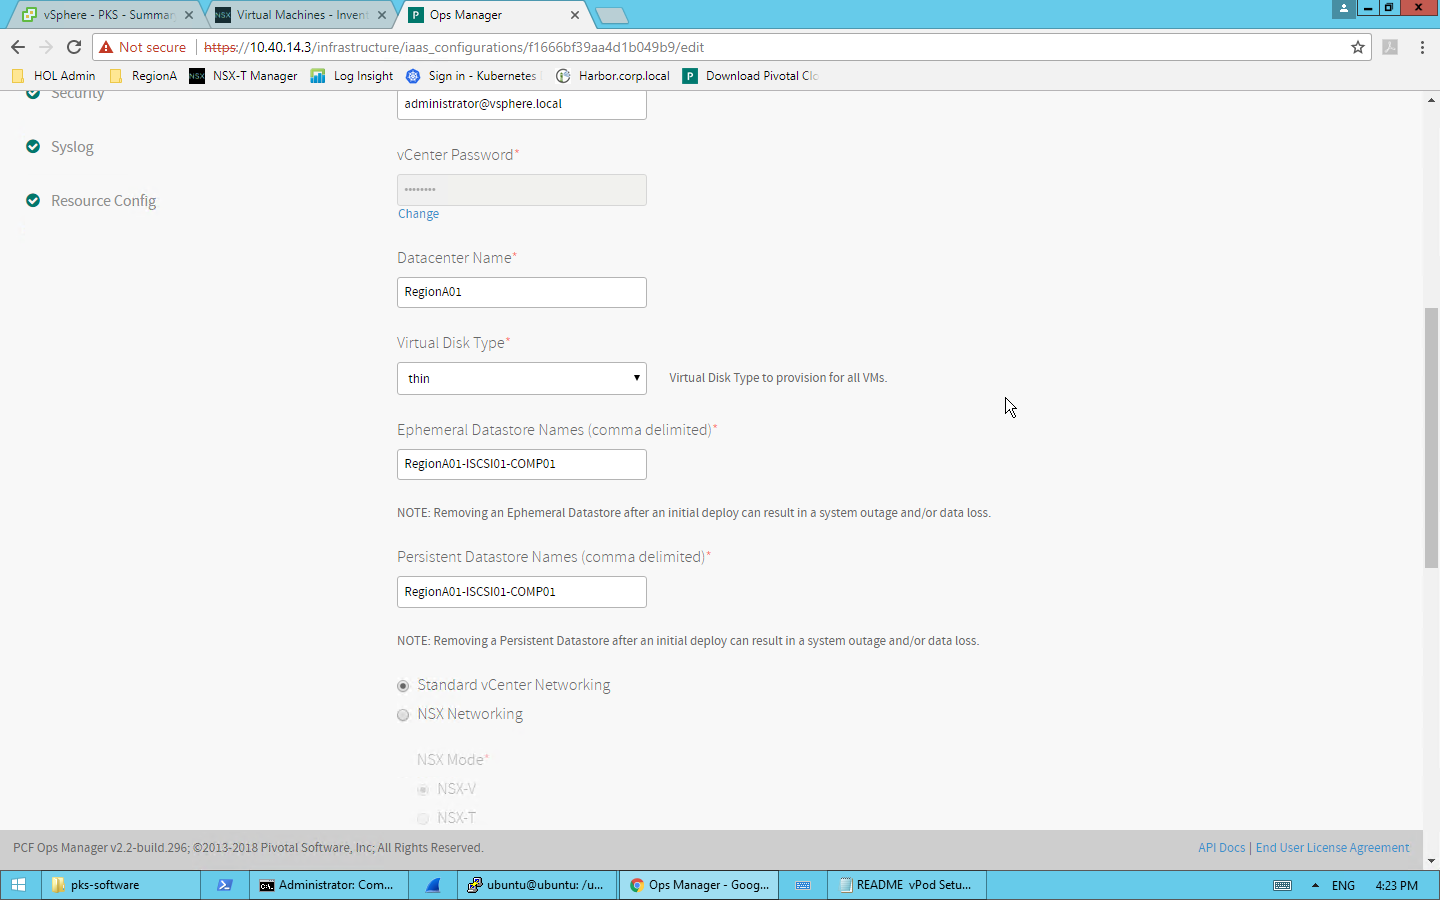 vSphere - PKS - Summar
Virtual Machines - Invent
Ops Manager
Not secure
https://10.40.14.3/infrastructure/iaas_configurations/f1666bf39aa4d1b049b9/edit
HOL Admin
RegionA
NSX
NSX-T Manager
Log Insight
Sign in - Kubernetes
Harbor.corp.local
Download Pivotal Clo
Security
administrator@vsphere.local
Syslog
vCenter Password*
••••••••
Resource Config
Change
Datacenter Name*
RegionA01
Virtual Disk Type*
thin
Virtual Disk Type to provision for all VMs.
Ephemeral Datastore Names (comma delimited)*
RegionA01-ISCSI01-COMP01
NOTE: Removing an Ephemeral Datastore after an initial deploy can result in a system outage and/or data loss.
Persistent Datastore Names (comma delimited)*
RegionA01-ISCSI01-COMP01
NOTE: Removing a Persistent Datastore after an initial deploy can result in a system outage and/or data loss.
Standard vCenter Networking
NSX Networking
NSX Mode*
NSX-V
NSX-T
PCF Ops Manager v2.2-build.296; ©2013-2018 Pivotal Software, Inc; All Rights Reserved.
API Docs | End User License Agreement
pks-software
Administrator: Com...
ubuntu@ubuntu: /u...
Ops Manager - Goog...
README vPod Setu...
ENG
4:23 PM